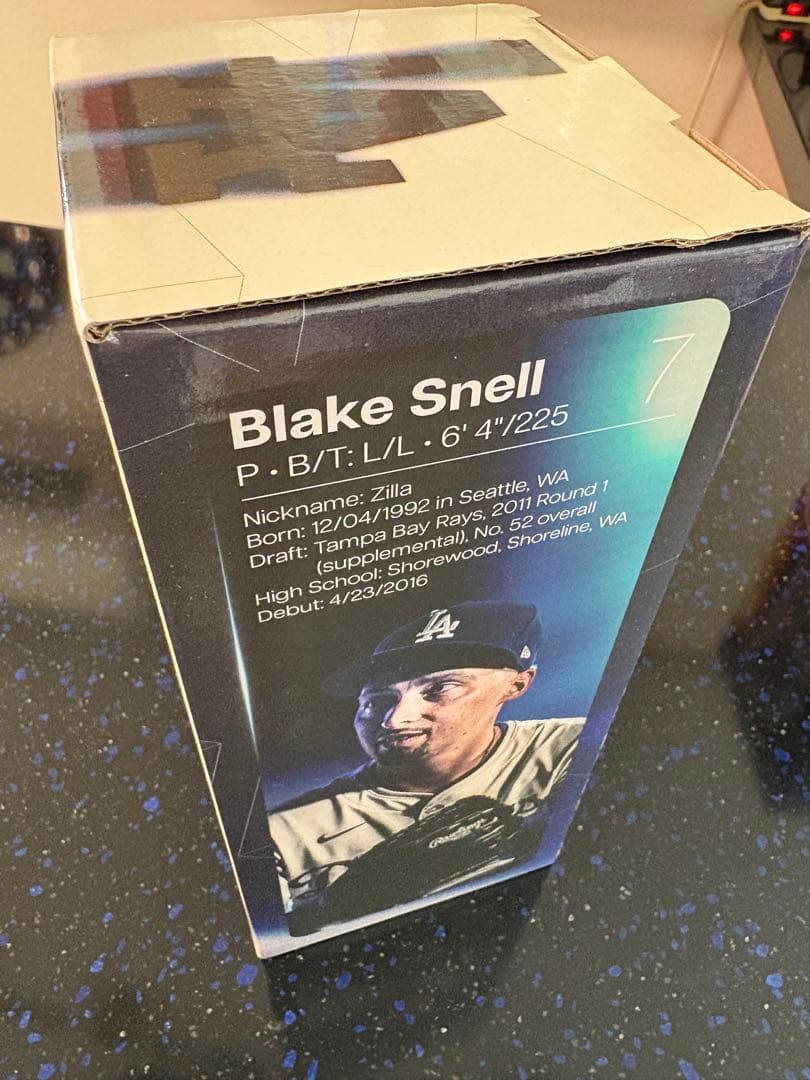 7
Blake Snell
P • B/T: L/L • 6' 4"/225
Nickname: Zilla
Born: 12/04/1992 in Seattle, WA
Draft: Tampa Bay Rays, 2011 Round 1
(supplemental), No. 52 overall
High School: Shorewood, Shoreline, WA
Debut: 4/23/2016
LA
Rawlings